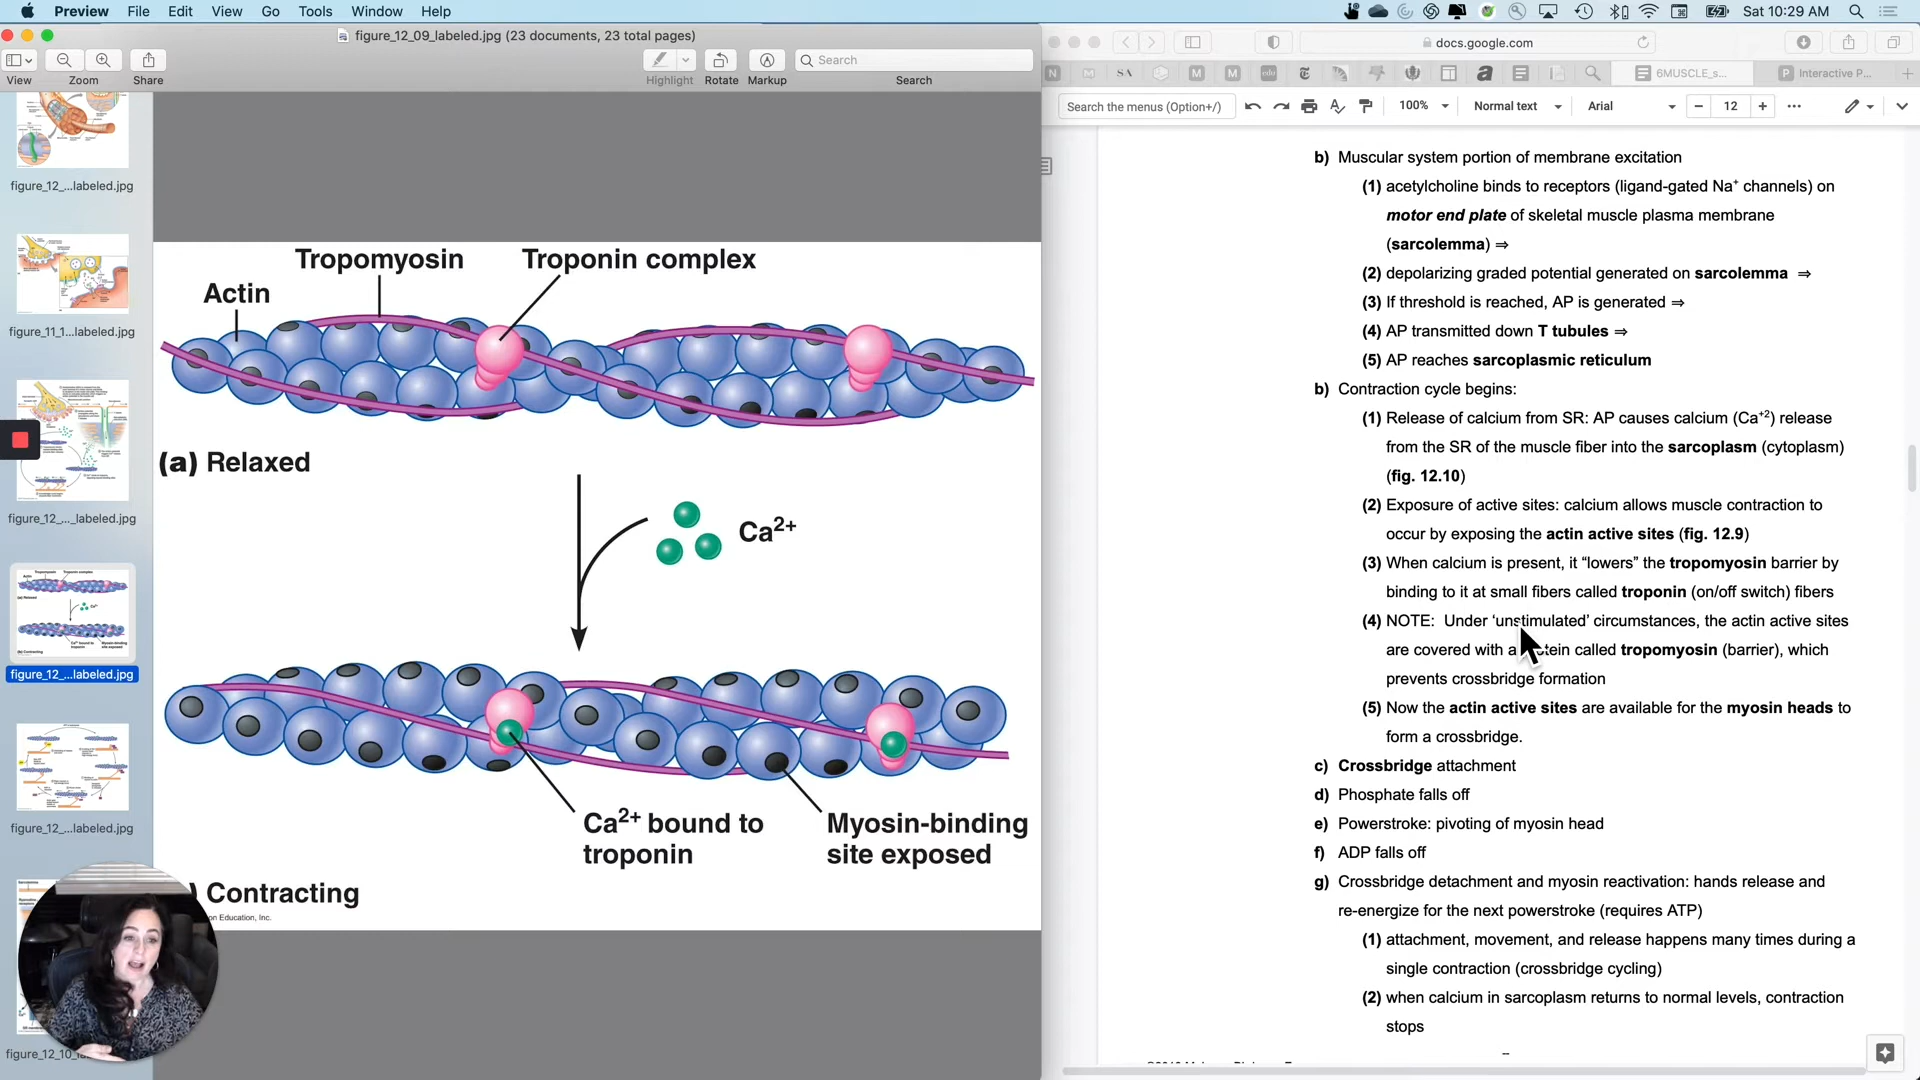 Preview File Edit View Go Tools Window Help
Sat 10:29 AM
figure_12_09_labeled.jpg (23 documents, 23 total pages)
View
Zoom
Share
Highlight
Rotate
Markup
Search
Search
figure_12_...labeled.jpg
figure_11_1...labeled.jpg
figure_12_..._labeled.jpg
figure_12_...labeled.jpg
figure_12_...labeled.jpg
figure_12_10_la
Tropomyosin
Troponin complex
Actin
(a) Relaxed
Ca2+
Ca2+ bound to
troponin
Myosin-binding
site exposed
) Contracting
on Education, Inc.
docs.google.com
6MUSCLE_s...
Interactive P...
Search the menus (Option+/)
100%
Normal text
Arial
12
b) Muscular system portion of membrane excitation
(1) acetylcholine binds to receptors (ligand-gated Na+ channels) on
motor end plate of skeletal muscle plasma membrane
(sarcolemma) ⇒
(2) depolarizing graded potential generated on sarcolemma ⇒
(3) If threshold is reached, AP is generated ⇒
(4) AP transmitted down T tubules ⇒
(5) AP reaches sarcoplasmic reticulum
b) Contraction cycle begins:
(1) Release of calcium from SR: AP causes calcium (Ca+2) release
from the SR of the muscle fiber into the sarcoplasm (cytoplasm)
(fig. 12.10)
(2) Exposure of active sites: calcium allows muscle contraction to
occur by exposing the actin active sites (fig. 12.9)
(3) When calcium is present, it “lowers” the tropomyosin barrier by
binding to it at small fibers called troponin (on/off switch) fibers
(4) NOTE: Under ‘unstimulated’ circumstances, the actin active sites
are covered with a called tropomyosin (barrier), which
prevents crossbridge formation
(5) Now the actin active sites are available for the myosin heads to
form a crossbridge.
c) Crossbridge attachment
d) Phosphate falls off
e) Powerstroke: pivoting of myosin head
f) ADP falls off
g) Crossbridge detachment and myosin reactivation: hands release and
re-energize for the next powerstroke (requires ATP)
(1) attachment, movement, and release happens many times during a
single contraction (crossbridge cycling)
(2) when calcium in sarcoplasm returns to normal levels, contraction
stops